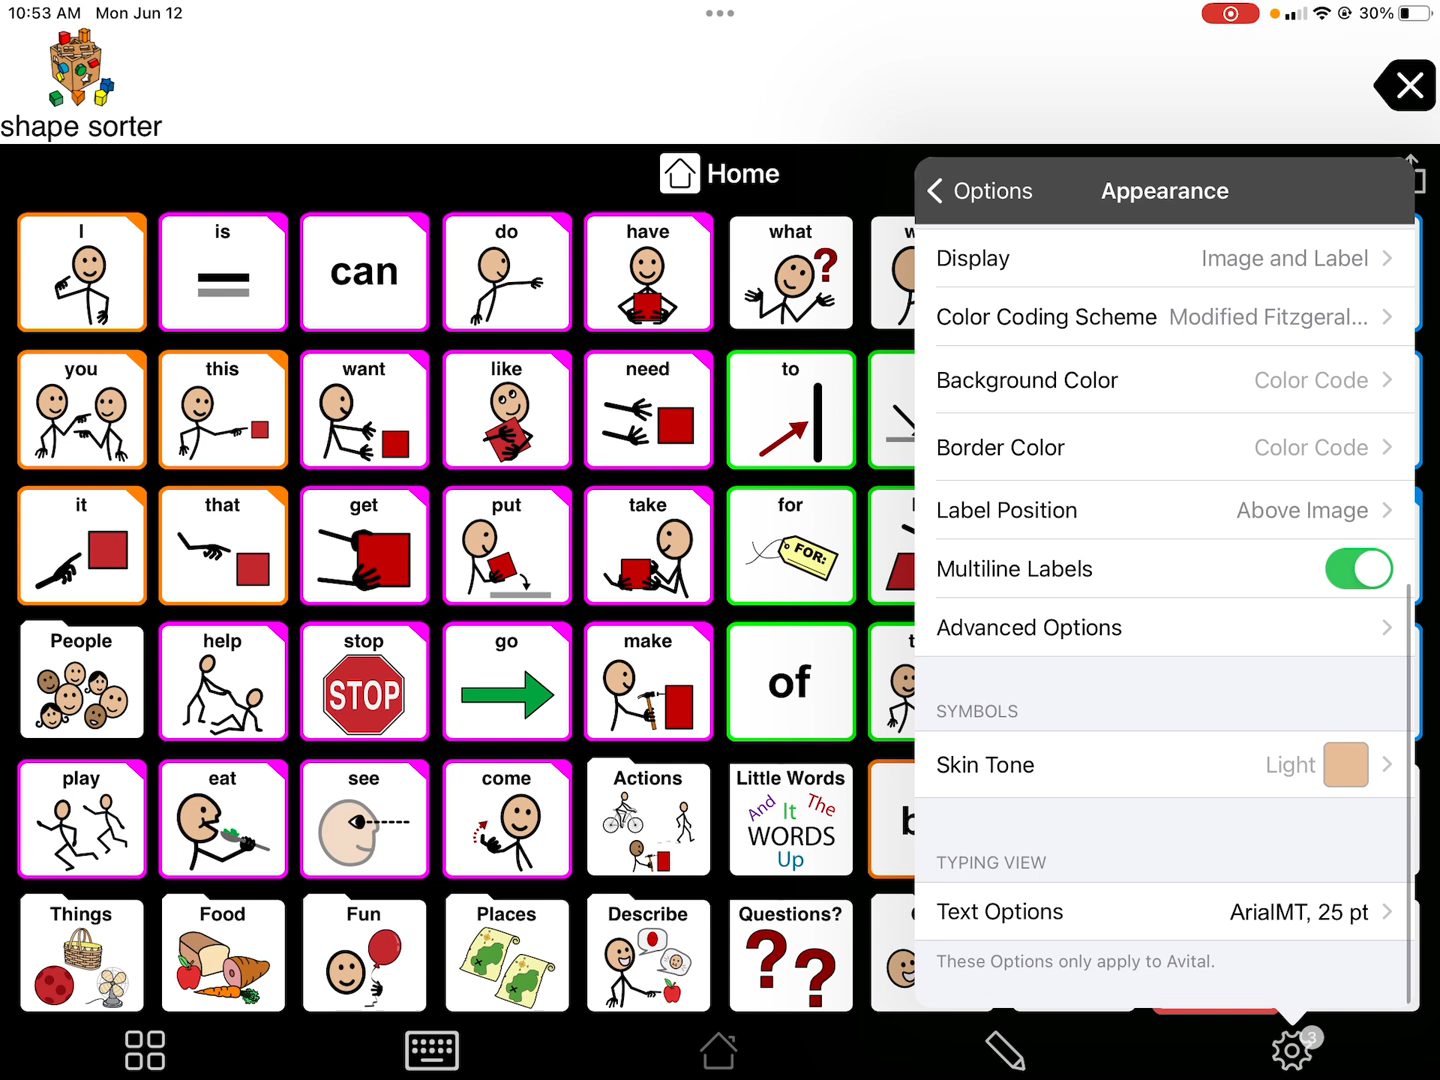 10:53 AM Mon Jun 12
30%
shape sorter
Home
I
is
can
do
have
what
you
this
want
like
need
to
it
that
get
put
take
for
FOR:
People
help
stop
STOP
go
make
of
play
eat
see
come
Actions
Little Words
And It The
WORDS
Up
Things
Food
Fun
Places
Describe
Questions?
Options
Appearance
Display Image and Label
Color Coding Scheme Modified Fitzgeral...
Background Color Color Code
Border Color Color Code
Label Position Above Image
Multiline Labels
Advanced Options
SYMBOLS
Skin Tone Light
TYPING VIEW
Text Options ArialMT, 25 pt
These Options only apply to Avital.
3